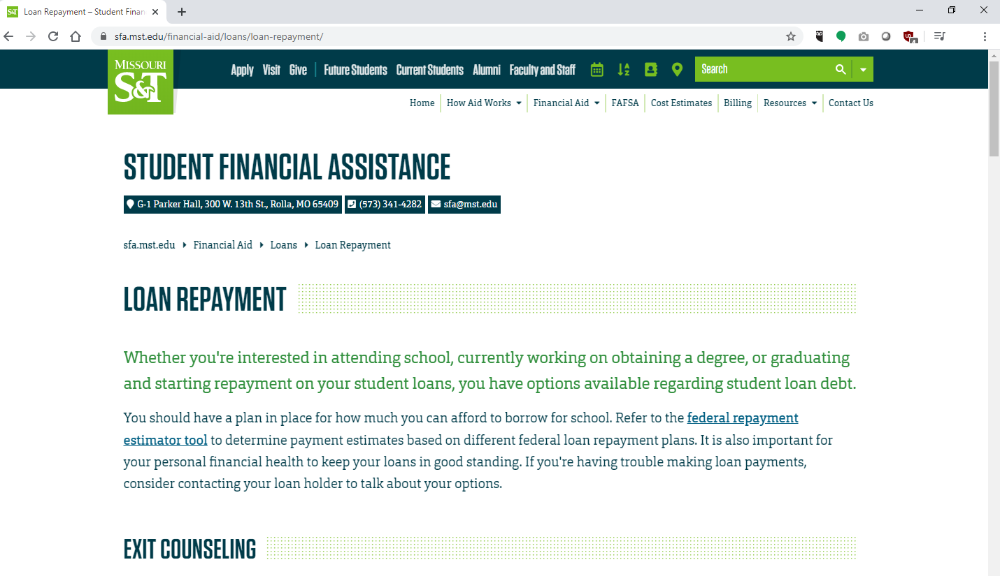 Loan Repayment – Student Finan
sfa.mst.edu/financial-aid/loans/loan-repayment/
MISSOURI
S&T
Apply Visit Give Future Students Current Students Alumni Faculty and Staff Search
Home How Aid Works Financial Aid FAFSA Cost Estimates Billing Resources Contact Us
STUDENT FINANCIAL ASSISTANCE
G-1 Parker Hall, 300 W. 13th St., Rolla, MO 65409 (573) 341-4282 sfa@mst.edu
sfa.mst.edu Financial Aid Loans Loan Repayment
LOAN REPAYMENT
Whether you're interested in attending school, currently working on obtaining a degree, or graduating
and starting repayment on your student loans, you have options available regarding student loan debt.
You should have a plan in place for how much you can afford to borrow for school. Refer to the federal repayment
estimator tool to determine payment estimates based on different federal loan repayment plans. It is also important for
your personal financial health to keep your loans in good standing. If you're having trouble making loan payments,
consider contacting your loan holder to talk about your options.
EXIT COUNSELING